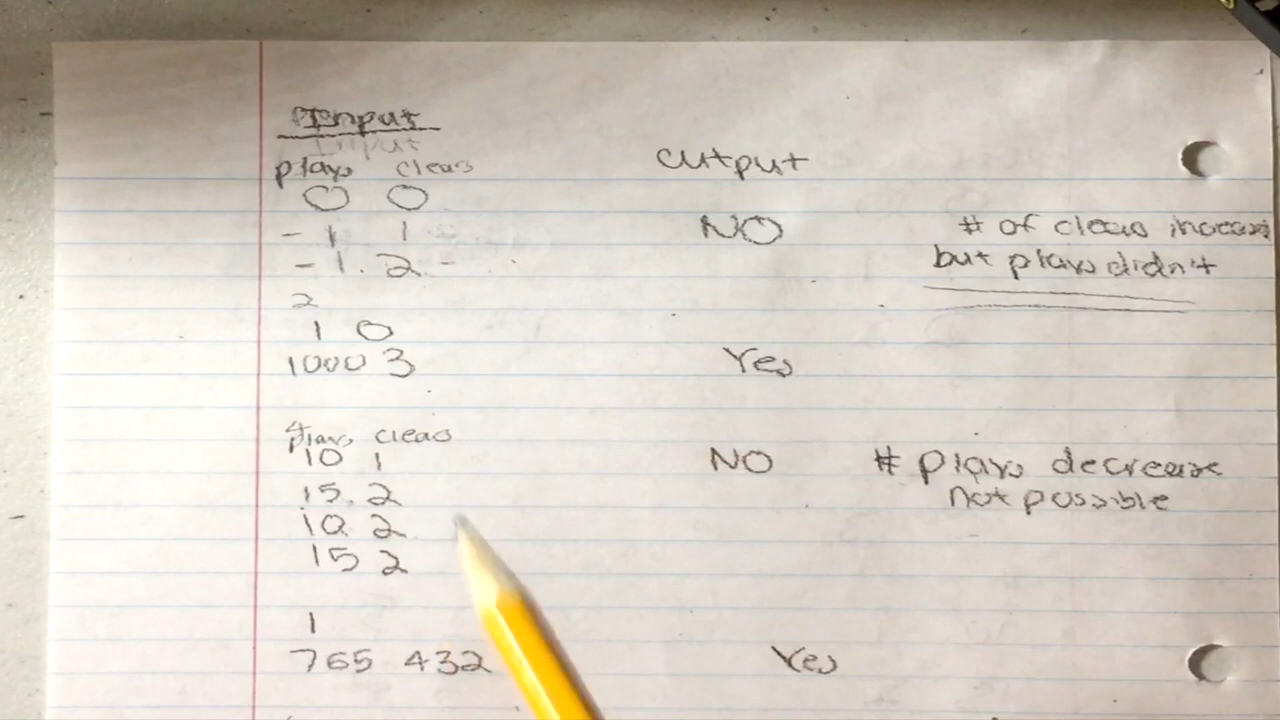 Input
Input
plays clears
output
0 0
- 1 1 NO # of clears increase
- 1. 2 - but plays didn't
2
1 0
1000 3 Yes
4
plays clears
10 1 NO # plays decrease
15. 2 not possible
10 2
15 2
1
765 432 Yes